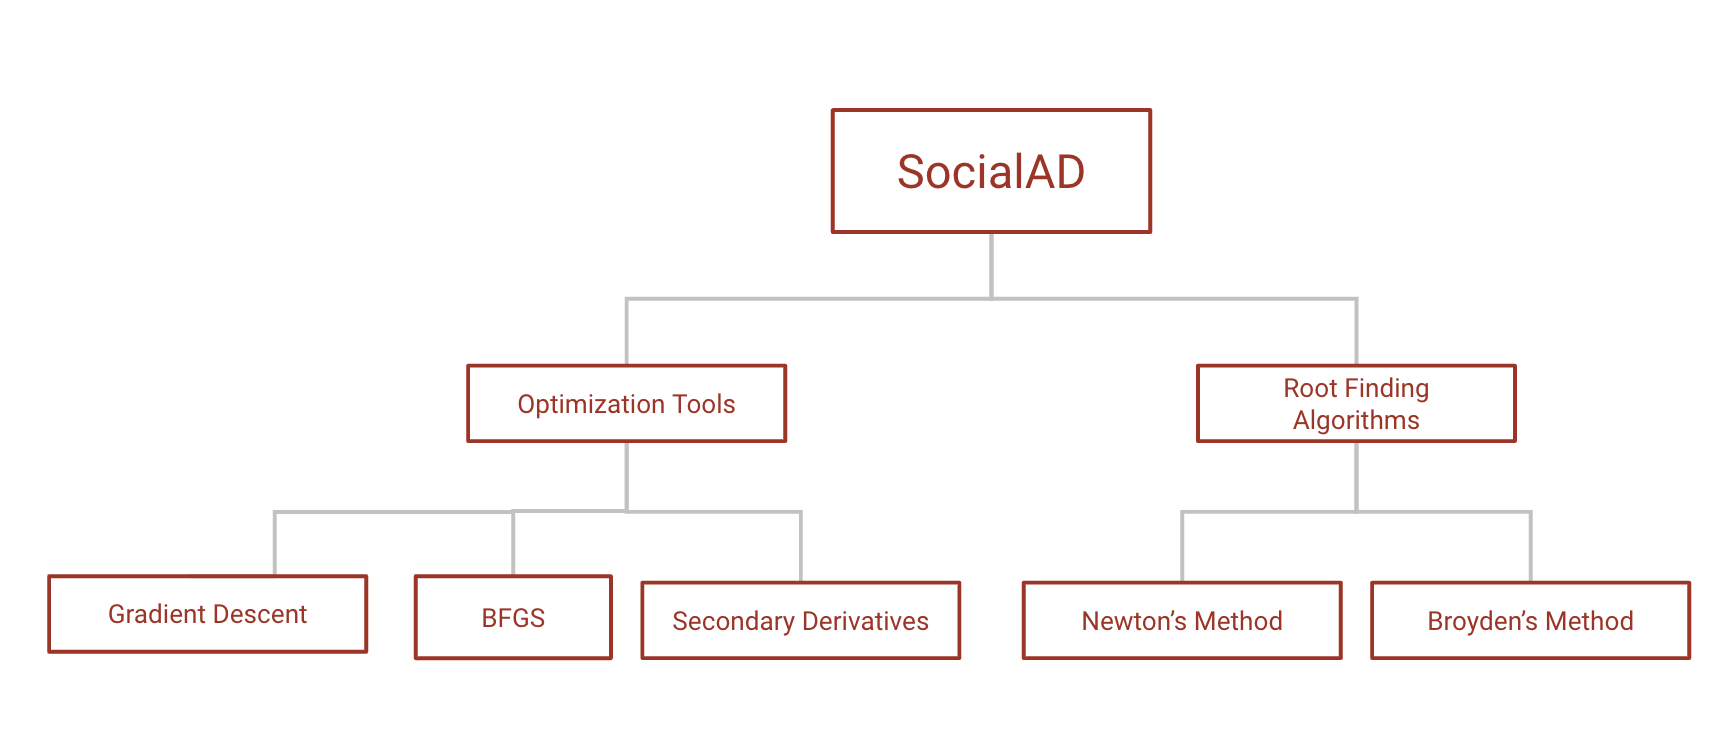 SocialAD
Optimization Tools
Root Finding
Algorithms
Gradient Descent
BFGS
Secondary Derivatives
Newton’s Method
Broyden’s Method